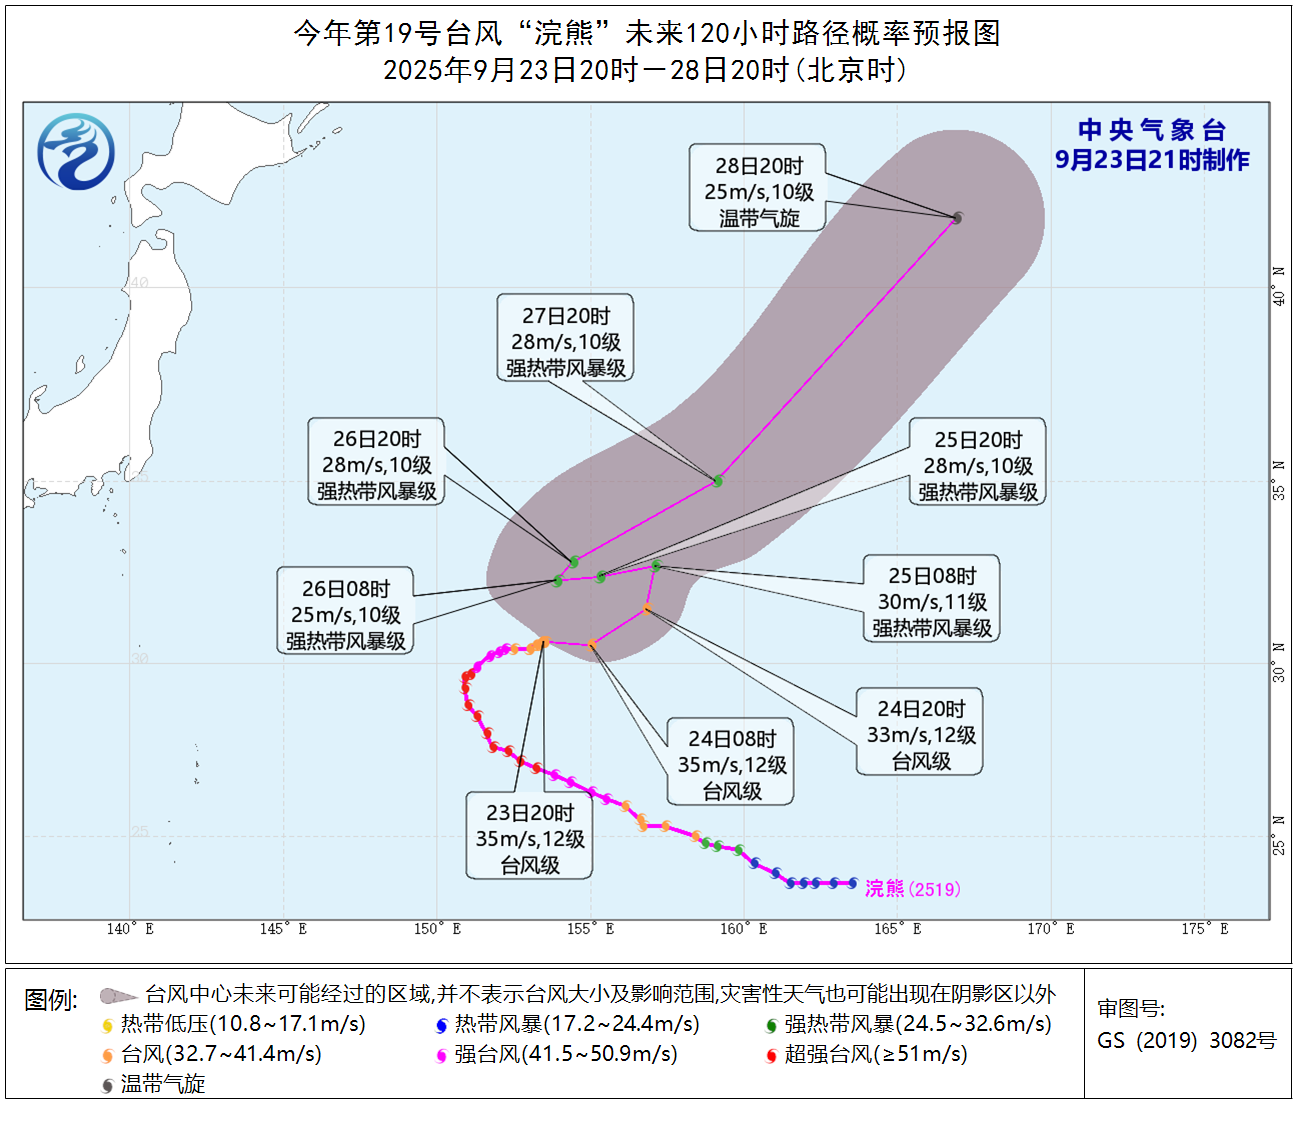 今年第19号台风“浣熊”未来120小时路径概率预报图
2025年9月23日20时－28日20时(北京时)
中央气象台
9月23日21时制作
28日20时
25m/s,10级
温带气旋
27日20时
28m/s,10级
强热带风暴级
26日20时
28m/s,10级
强热带风暴级
25日20时
28m/s,10级
强热带风暴级
26日08时
25m/s,10级
强热带风暴级
25日08时
30m/s,11级
强热带风暴级
24日20时
33m/s,12级
台风级
24日08时
35m/s,12级
台风级
23日20时
35m/s,12级
台风级
浣熊(2519)
40
35
30
25
40° N
35° N
30° N
25° N
140° E
145° E
150° E
155° E
160° E
165° E
170° E
175° E
图例:
台风中心未来可能经过的区域,并不表示台风大小及影响范围,灾害性天气也可能出现在阴影区以外
热带低压(10.8~17.1m/s)
热带风暴(17.2~24.4m/s)
强热带风暴(24.5~32.6m/s)
台风(32.7~41.4m/s)
强台风(41.5~50.9m/s)
超强台风(≥51m/s)
温带气旋
审图号:
GS (2019) 3082号